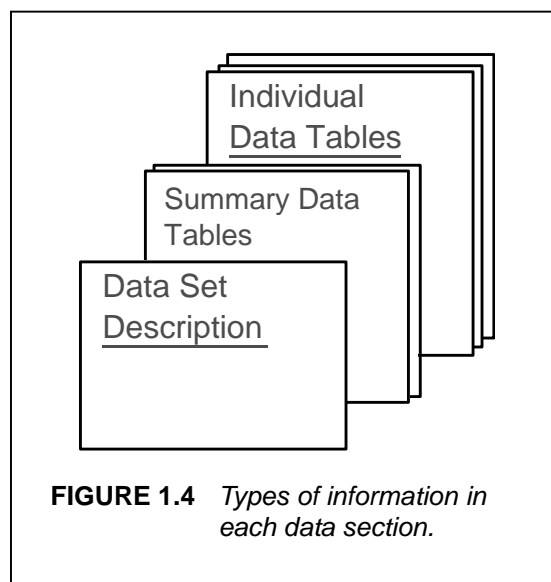 Individual
Data Tables
Summary Data
Tables
Data Set
Description
FIGURE 1.4 Types of information in
each data section.